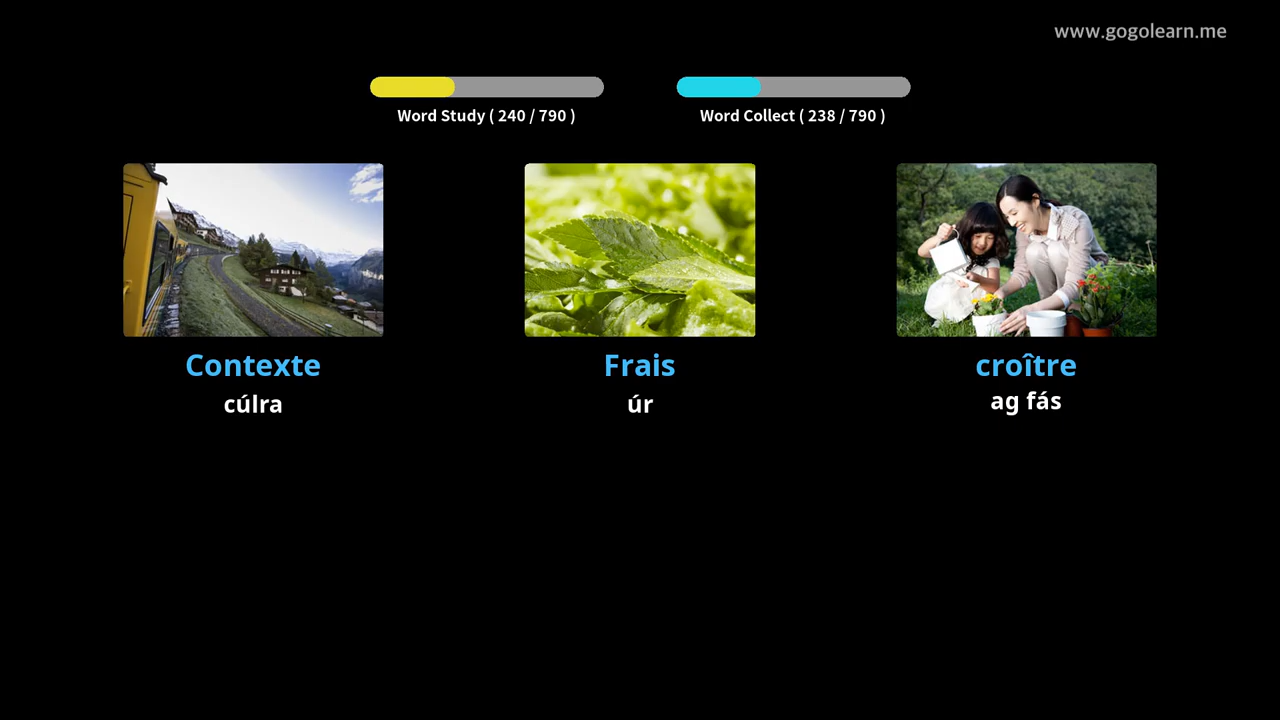 www.gogolearn.me
Word Study ( 240 / 790 )
Word Collect ( 238 / 790 )
Contexte
cúlra
Frais
úr
croître
ag fás